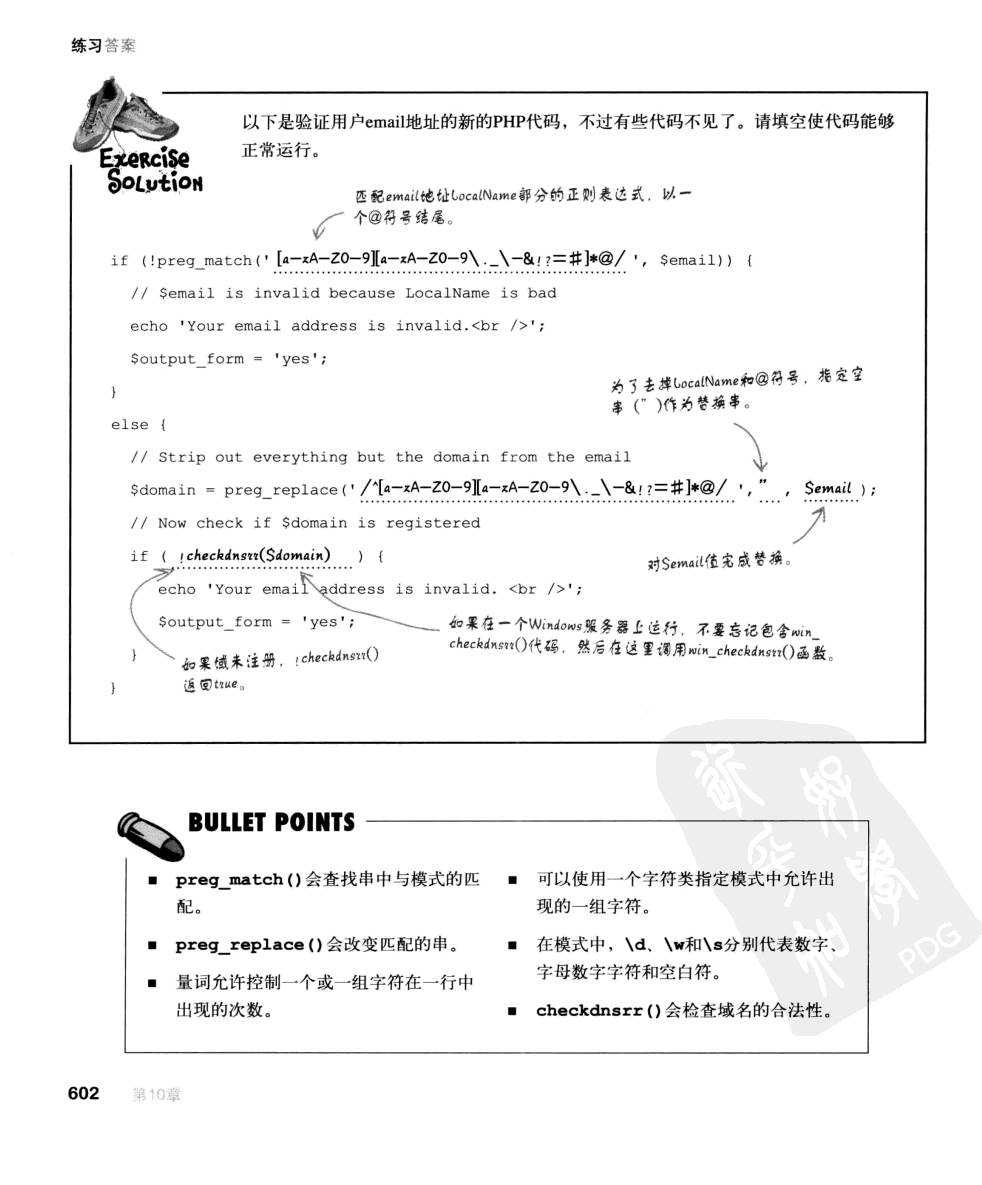 练习答案
Exercise
Solution
以下是验证用户email地址的新的PHP代码，不过有些代码不见了。请填空使代码能够
正常运行。
匹配email地址LocalName部分的正则表达式，以一
个@符号结尾。
if (!preg_match(' [a-zA-Z0-9][a-zA-Z0-9\._\-&!?=#]*@/ ', $email)) {
// $email is invalid because LocalName is bad
echo 'Your email address is invalid.<br />';
$output_form = 'yes';
}
为了去掉LocalName和@符号，指定空
串（''）作为替换串。
else {
// Strip out everything but the domain from the email
$domain = preg_replace(' /^[a-zA-Z0-9][a-zA-Z0-9\._\-&!?=#]*@/ ', '' , $email );
// Now check if $domain is registered
if ( !checkdnsrr($domain) ) {
对$email值完成替换。
echo 'Your email address is invalid. <br />';
$output_form = 'yes';
如果在一个Windows服务器上运行，不要忘记包含win_
checkdnsrr()代码，然后在这里调用win_checkdnsrr()函数。
}
如果域未注册，!checkdnsrr()
返回true。
}
BULLET POINTS
■ preg_match()会查找串中与模式的匹
配。
■ preg_replace()会改变匹配的串。
■ 量词允许控制一个或一组字符在一行中
出现的次数。
■ 可以使用一个字符类指定模式中允许出
现的一组字符。
■ 在模式中，\d、\w和\s分别代表数字、
字母数字字符和空白符。
■ checkdnsrr()会检查域名的合法性。
PDG
602 第10章